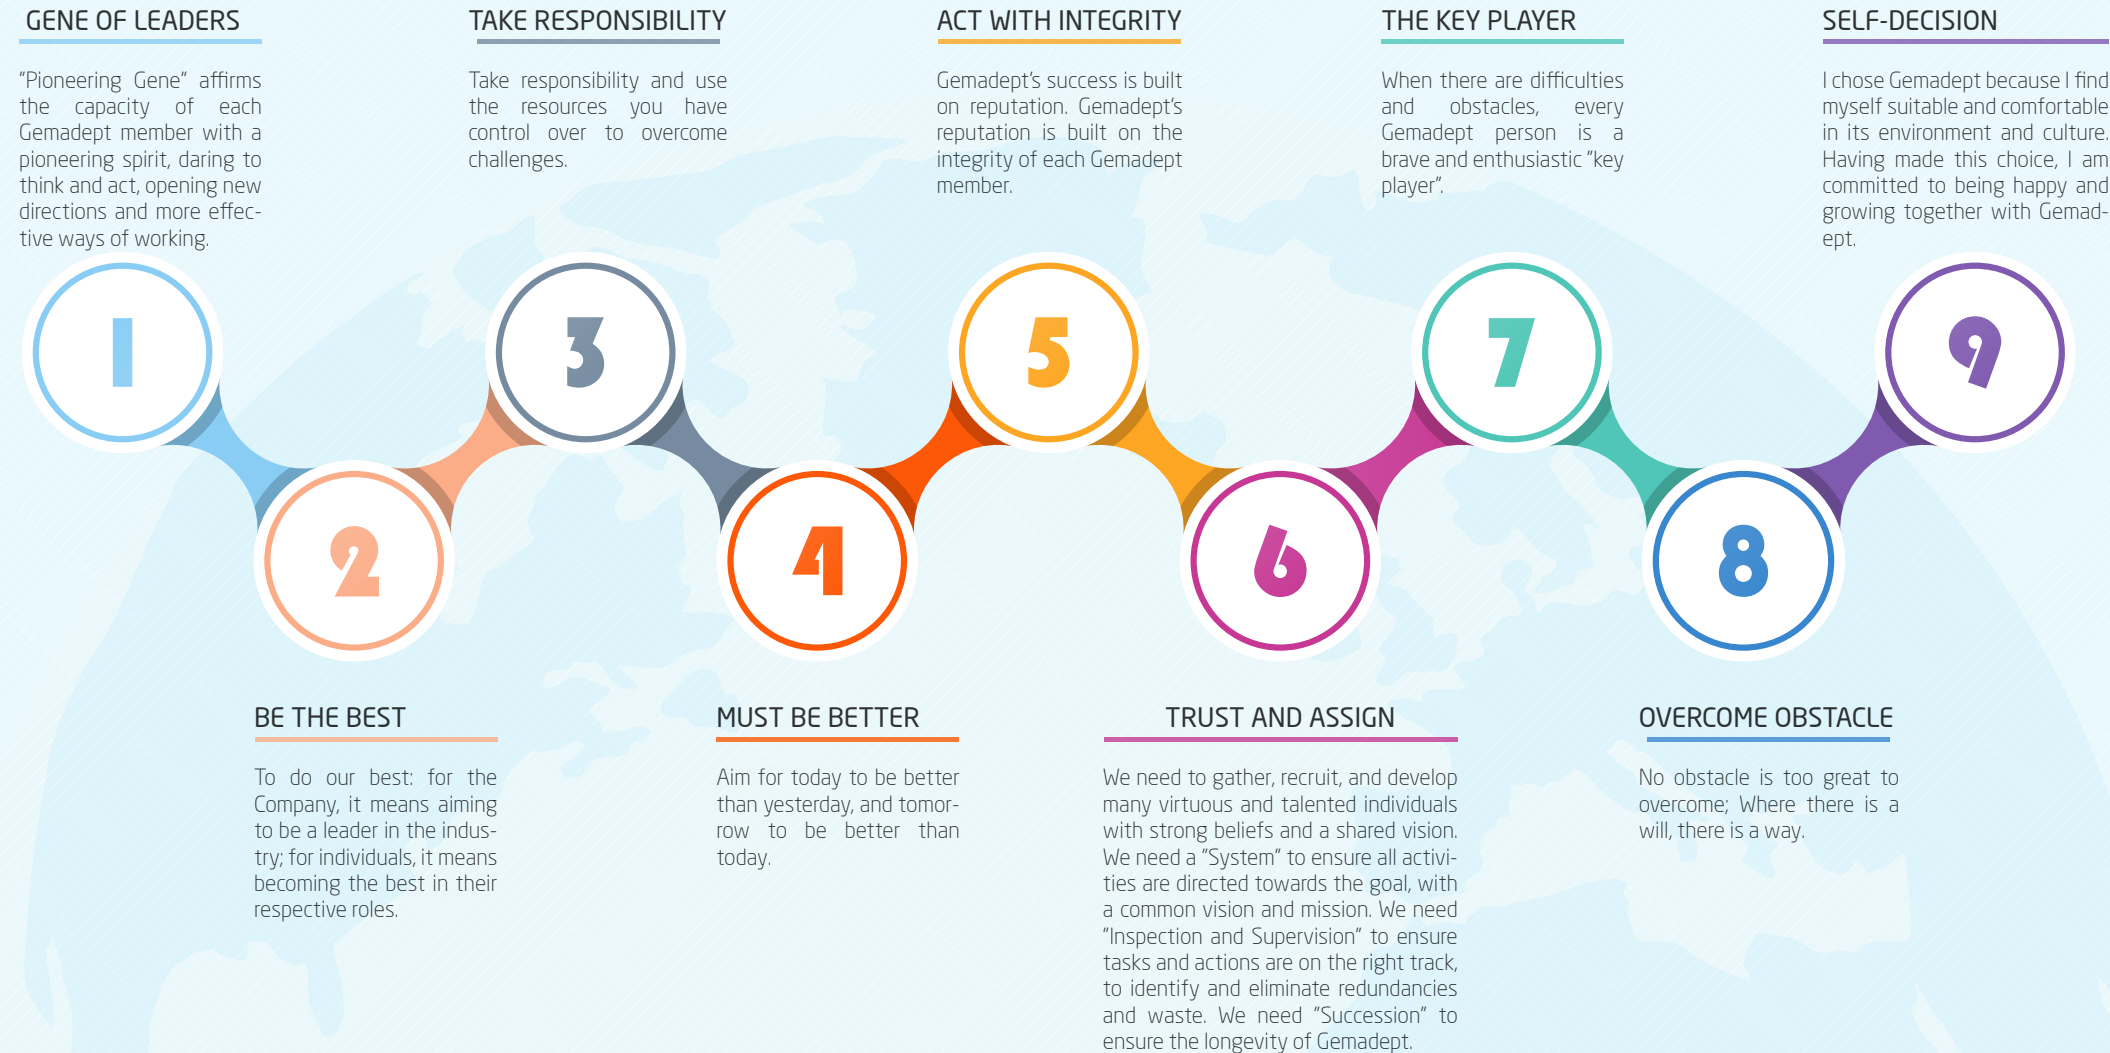 GENE OF LEADERS
"Pioneering Gene" affirms
the capacity of each
Gemadept member with a
pioneering spirit, daring to
think and act, opening new
directions and more effec-
tive ways of working.
1
BE THE BEST
To do our best: for the
Company, it means aiming
to be a leader in the indus-
try; for individuals, it means
becoming the best in their
respective roles.
2
TAKE RESPONSIBILITY
Take responsibility and use
the resources you have
control over to overcome
challenges.
3
MUST BE BETTER
Aim for today to be better
than yesterday, and tomor-
row to be better than
today.
4
ACT WITH INTEGRITY
Gemadept's success is built
on reputation. Gemadept's
reputation is built on the
integrity of each Gemadept
member.
5
TRUST AND ASSIGN
We need to gather, recruit, and develop
many virtuous and talented individuals
with strong beliefs and a shared vision.
We need a "System" to ensure all activi-
ties are directed towards the goal, with
a common vision and mission. We need
"Inspection and Supervision" to ensure
tasks and actions are on the right track,
to identify and eliminate redundancies
and waste. We need "Succession" to
ensure the longevity of Gemadept.
6
THE KEY PLAYER
When there are difficulties
and obstacles, every
Gemadept person is a
brave and enthusiastic "key
player".
7
OVERCOME OBSTACLE
No obstacle is too great to
overcome; Where there is a
will, there is a way.
8
SELF-DECISION
I chose Gemadept because I find
myself suitable and comfortable
in its environment and culture.
Having made this choice, I am
committed to being happy and
growing together with Gemad-
ept.
9